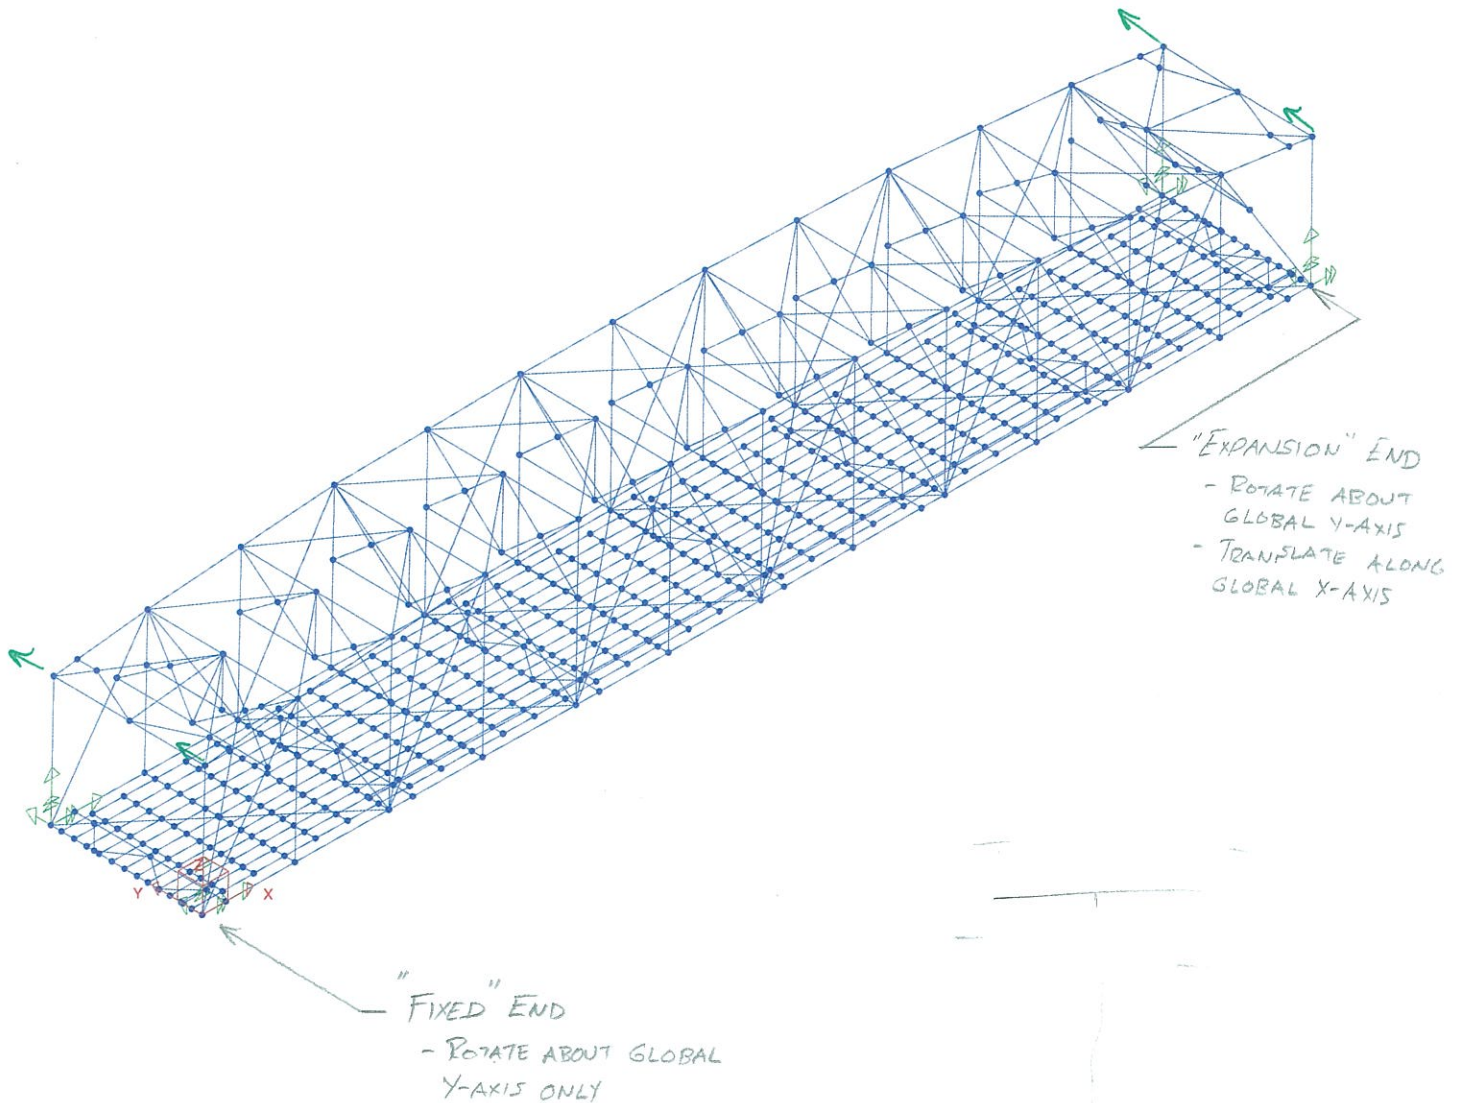 "EXPANSION" END
- ROTATE ABOUT
GLOBAL Y-AXIS
- TRANSLATE ALONG
GLOBAL X-AXIS
Z
Y
X
"FIXED" END
- ROTATE ABOUT GLOBAL
Y-AXIS ONLY